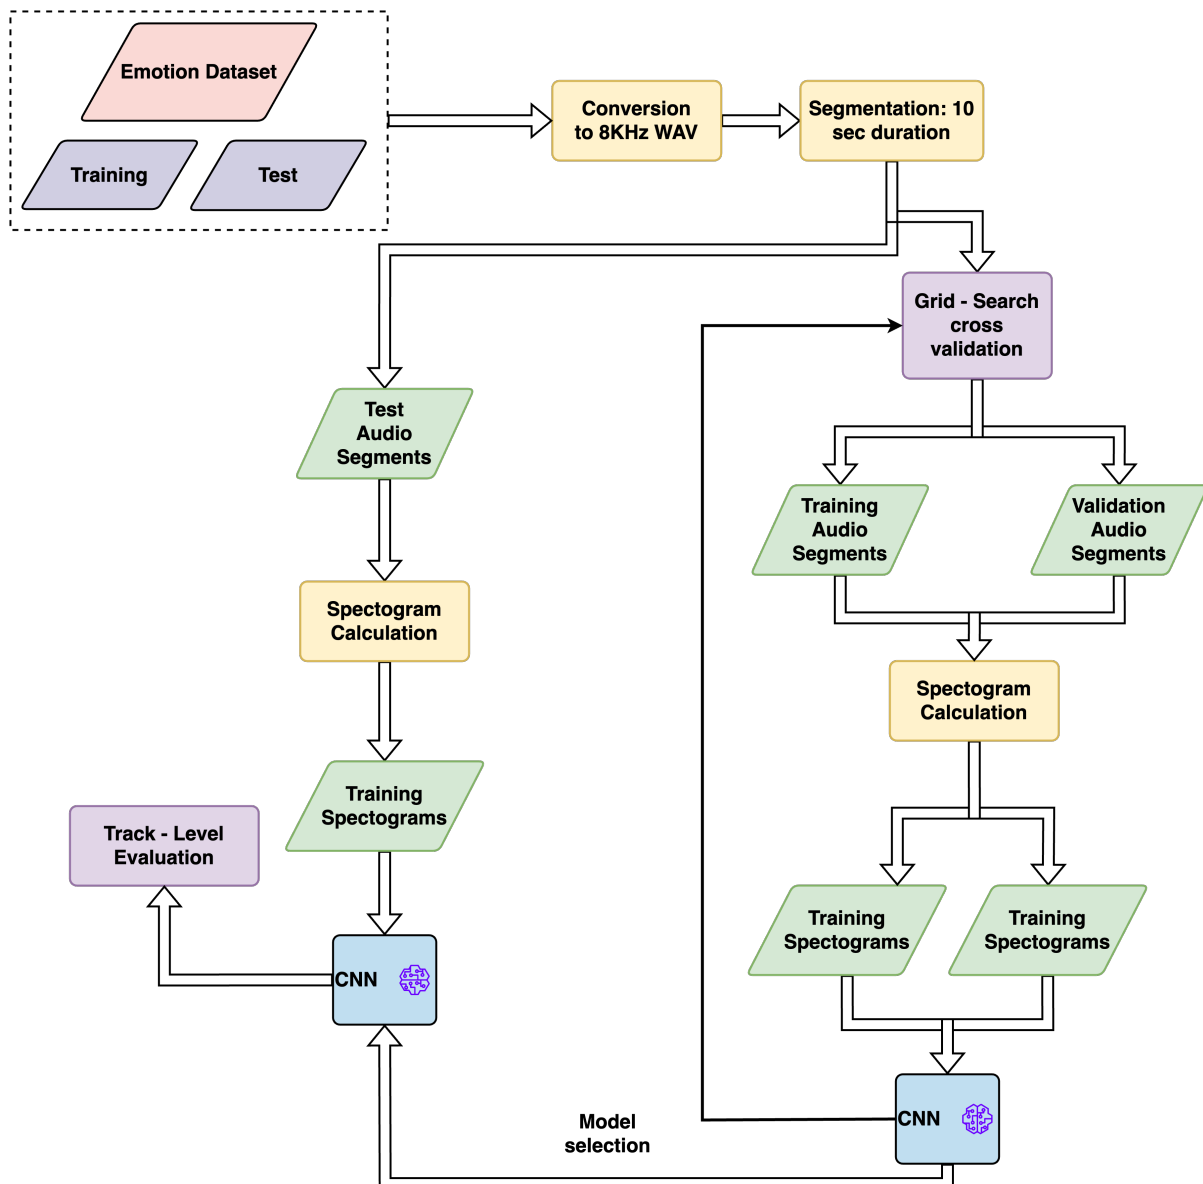 Emotion Dataset
Training
Test
Conversion
to 8KHz WAV
Segmentation: 10
sec duration
Grid - Search
cross
validation
Test
Audio
Segments
Training
Audio
Segments
Validation
Audio
Segments
Spectogram
Calculation
Spectogram
Calculation
Training
Spectograms
Track - Level
Evaluation
Training
Spectograms
Training
Spectograms
CNN
CNN
Model
selection